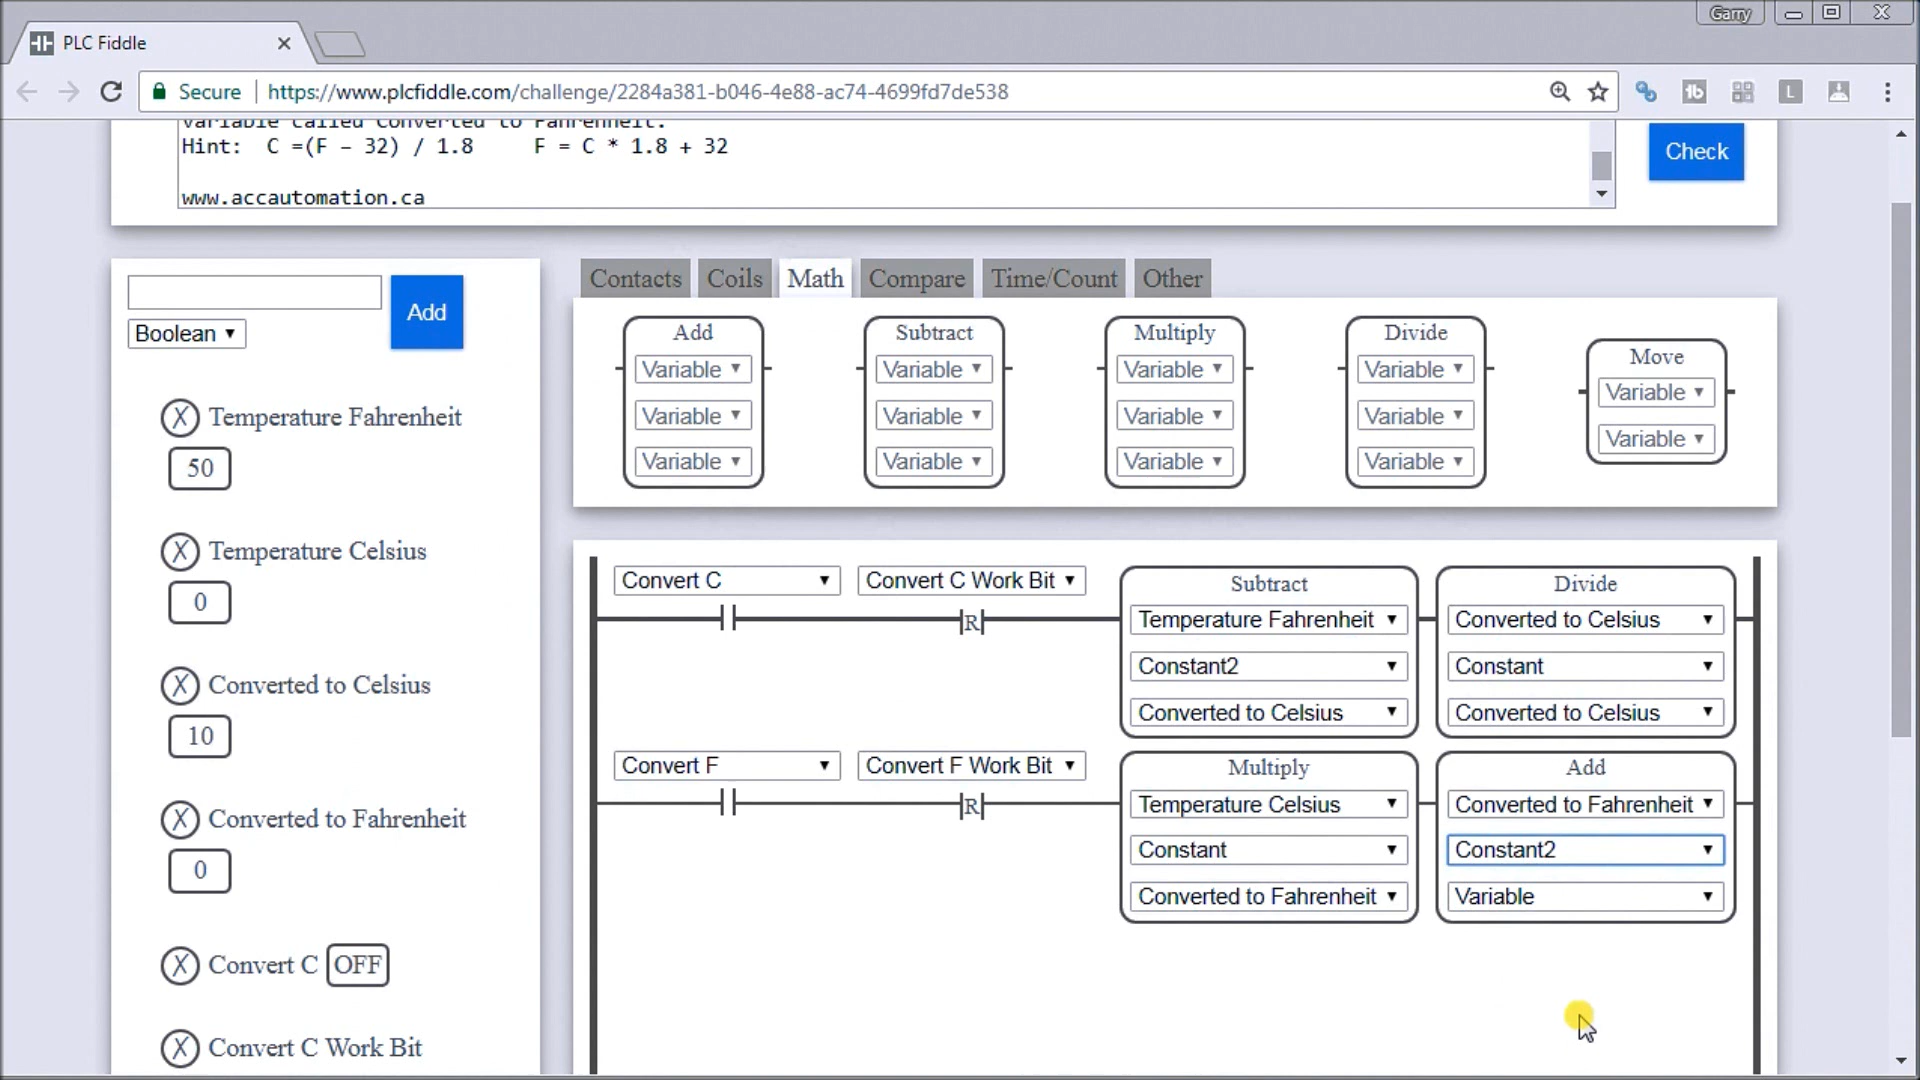 Garry
PLC Fiddle
Secure
https://www.plcfiddle.com/challenge/2284a381-b046-4e88-ac74-4699fd7de538
variable called Converted to Fahrenheit.
Hint: C =(F - 32) / 1.8 F = C * 1.8 + 32
www.accautomation.ca
Check
Add
Boolean
Contacts Coils Math Compare Time/Count Other
Add Subtract Multiply Divide Move
Variable Variable Variable Variable Variable
Variable Variable Variable Variable Variable
Variable Variable Variable Variable
X Temperature Fahrenheit
50
X Temperature Celsius
0
X Converted to Celsius
10
X Converted to Fahrenheit
0
X Convert C OFF
X Convert C Work Bit
Convert C Convert C Work Bit Subtract Divide
R Temperature Fahrenheit Converted to Celsius
Constant2 Constant
Converted to Celsius Converted to Celsius
Convert F Convert F Work Bit Multiply Add
R Temperature Celsius Converted to Fahrenheit
Constant Constant2
Converted to Fahrenheit Variable